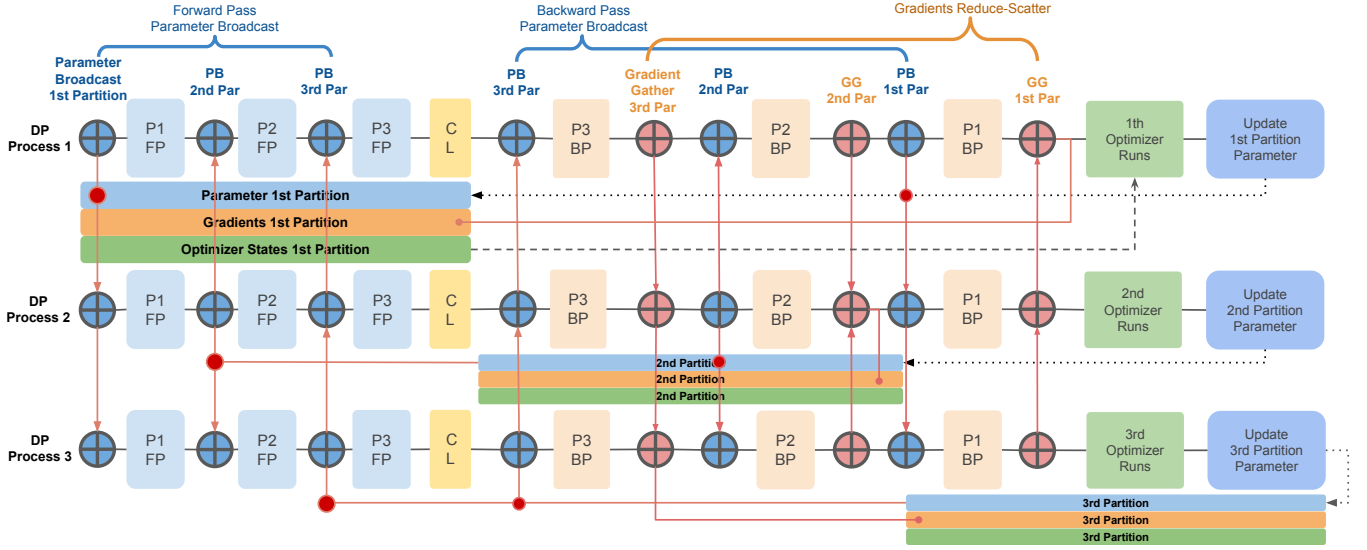 Forward Pass
Parameter Broadcast
Backward Pass
Parameter Broadcast
Gradients Reduce-Scatter
Parameter
Broadcast
1st Partition
PB
2nd Par
PB
3rd Par
PB
3rd Par
Gradient
Gather
3rd Par
PB
2nd Par
GG
2nd Par
PB
1st Par
GG
1st Par
DP
Process 1
P1
FP
P2
FP
P3
FP
C
L
P3
BP
P2
BP
P1
BP
1th
Optimizer
Runs
Update
1st Partition
Parameter
Parameter 1st Partition
Gradients 1st Partition
Optimizer States 1st Partition
DP
Process 2
P1
FP
P2
FP
P3
FP
C
L
P3
BP
P2
BP
P1
BP
2nd
Optimizer
Runs
Update
2nd Partition
Parameter
2nd Partition
2nd Partition
2nd Partition
DP
Process 3
P1
FP
P2
FP
P3
FP
C
L
P3
BP
P2
BP
P1
BP
3rd
Optimizer
Runs
Update
3rd Partition
Parameter
3rd Partition
3rd Partition
3rd Partition